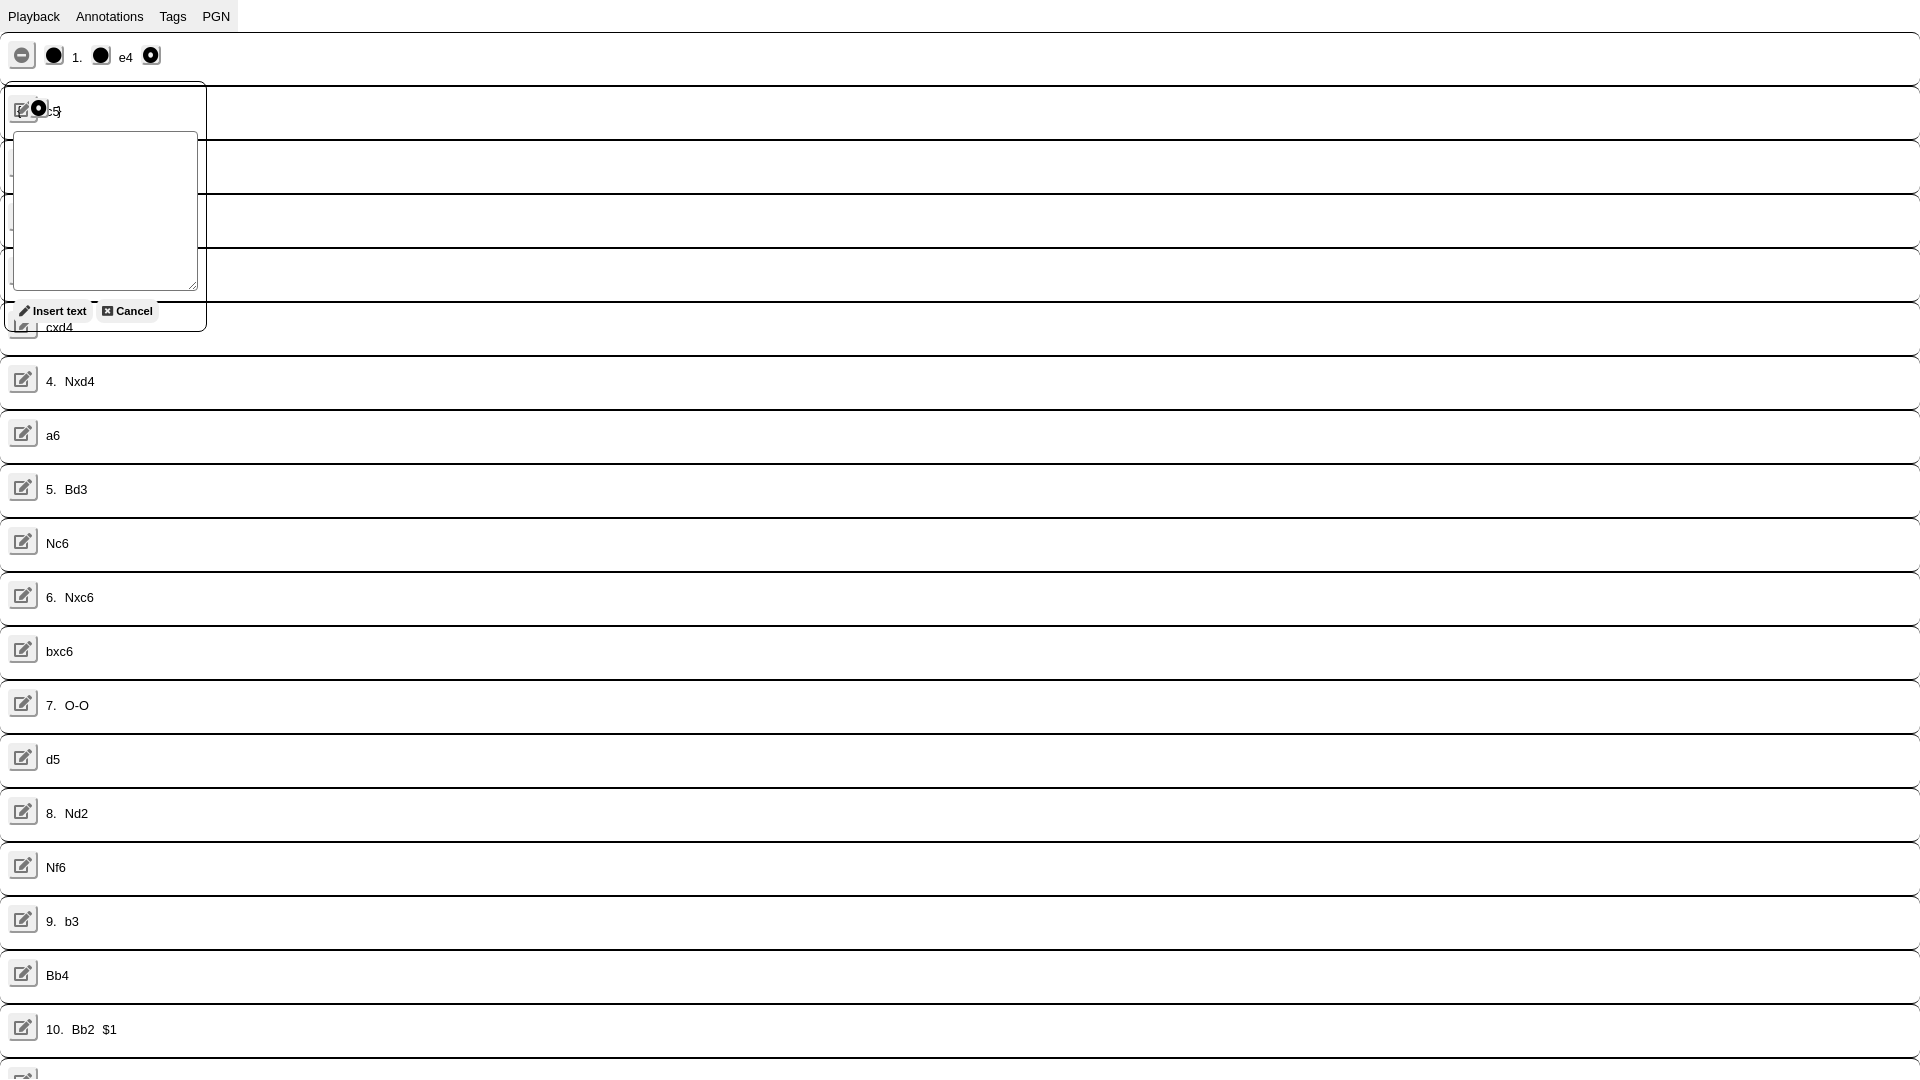 Playback Annotations Tags PGN
1. e4
{ c5 }
Insert text Cancel
cxd4
4. Nxd4
a6
5. Bd3
Nc6
6. Nxc6
bxc6
7. O-O
d5
8. Nd2
Nf6
9. b3
Bb4
10. Bb2 $1